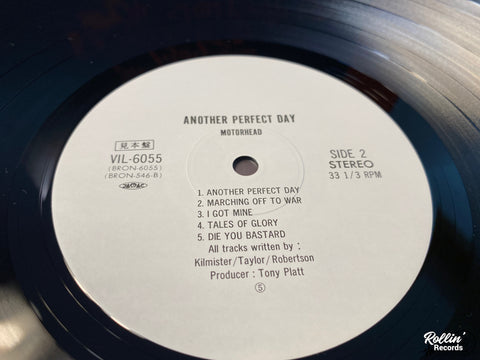 ANOTHER PERFECT DAY
MOTORHEAD
見本盤
VIL-6055
(BRON-6055)
(BRON-546-B)
SIDE 2
STEREO
33 1/3 RPM
1. ANOTHER PERFECT DAY
2. MARCHING OFF TO WAR
3. I GOT MINE
4. TALES OF GLORY
5. DIE YOU BASTARD
All tracks written by :
Kilmister/Taylor/Robertson
Producer : Tony Platt
⑤
Rollin'
Records